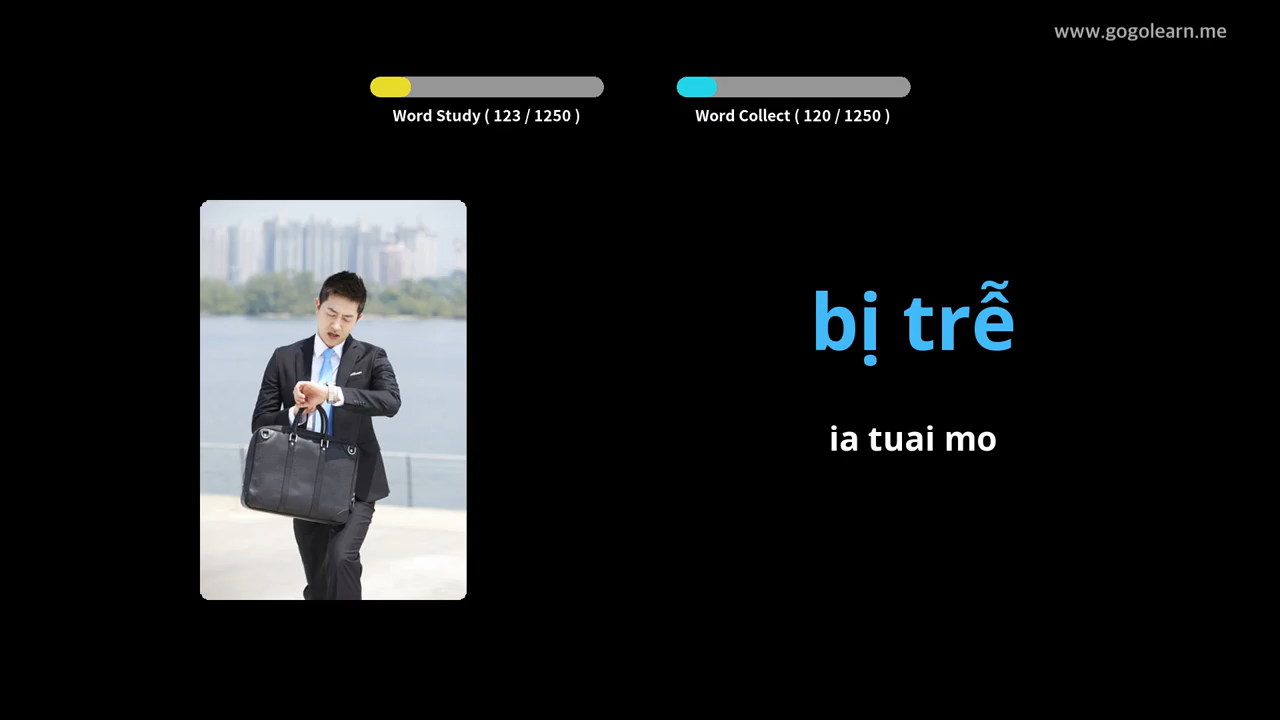 www.gogolearn.me
Word Study ( 123 / 1250 )
Word Collect ( 120 / 1250 )
bị trễ
ia tuai mo